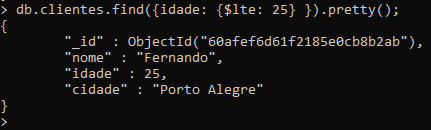 > db.clientes.find({idade: {$lte: 25} }).pretty();
{
        "_id" : ObjectId("60afef6d61f2185e0cb8b2ab"),
        "nome" : "Fernando",
        "idade" : 25,
        "cidade" : "Porto Alegre"
}
>